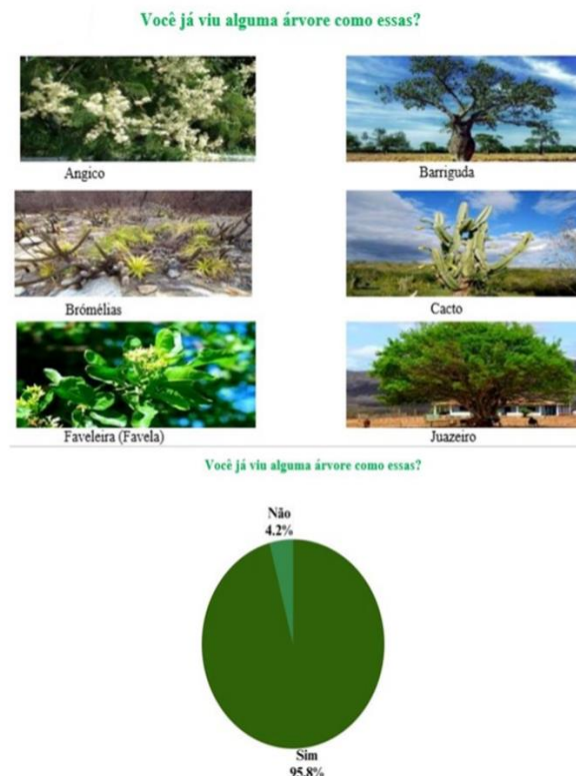 Você já viu alguma árvore como essas?
Angico
Barriguda
Brómélias
Cacto
Faveleira (Favela)
Juazeiro
Você já viu alguma árvore como essas?
Não
4.2%
Sim
95.8%